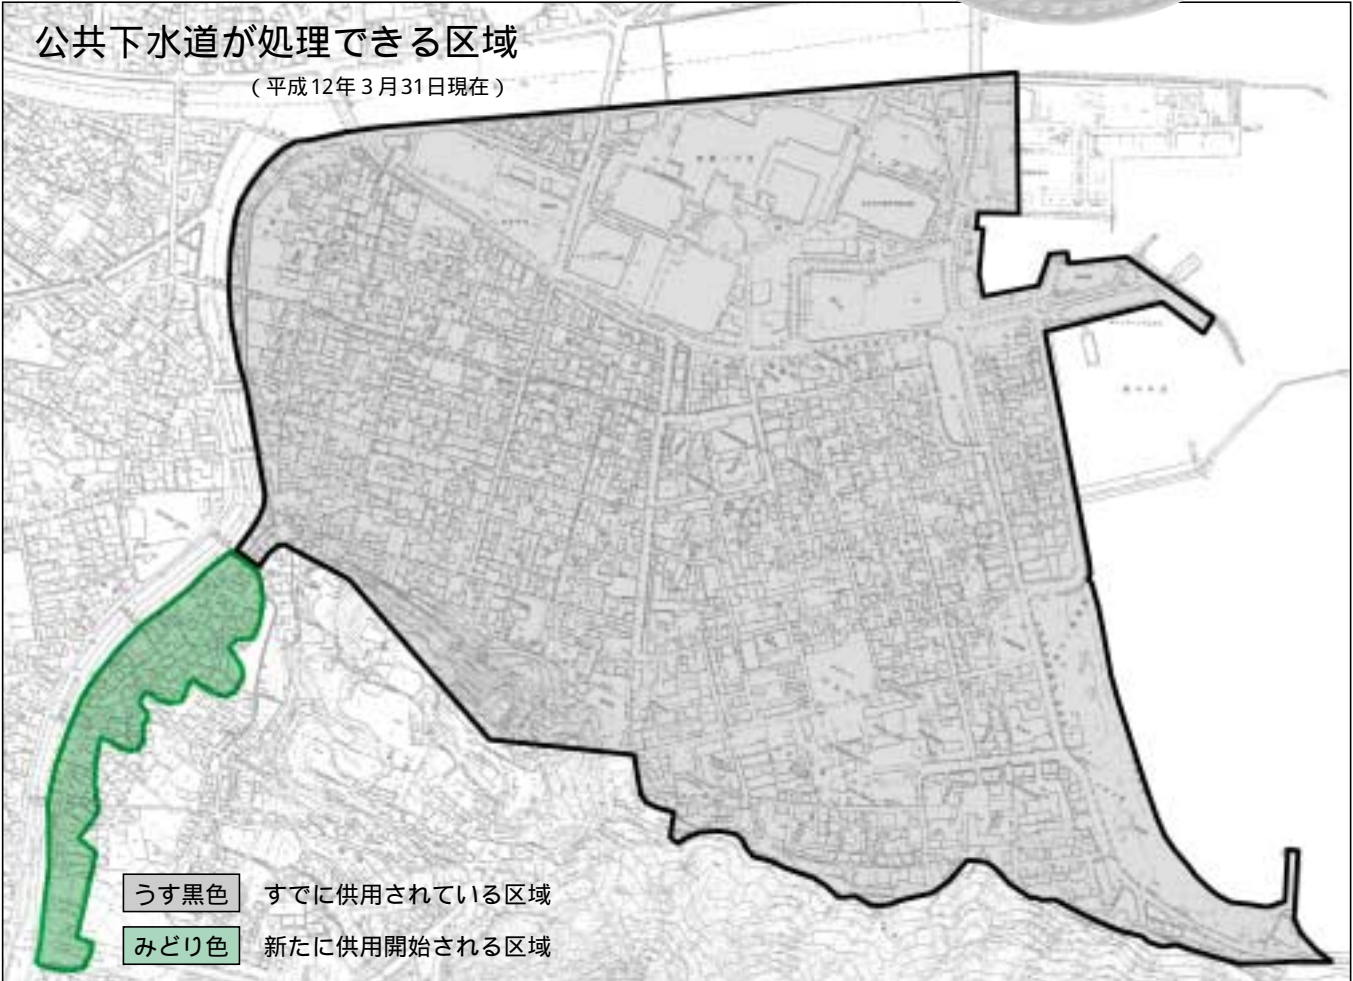 公共下水道が処理できる区域
（平成12年3月31日現在）
うす黒色 すでに供用されている区域
みどり色 新たに供用開始される区域